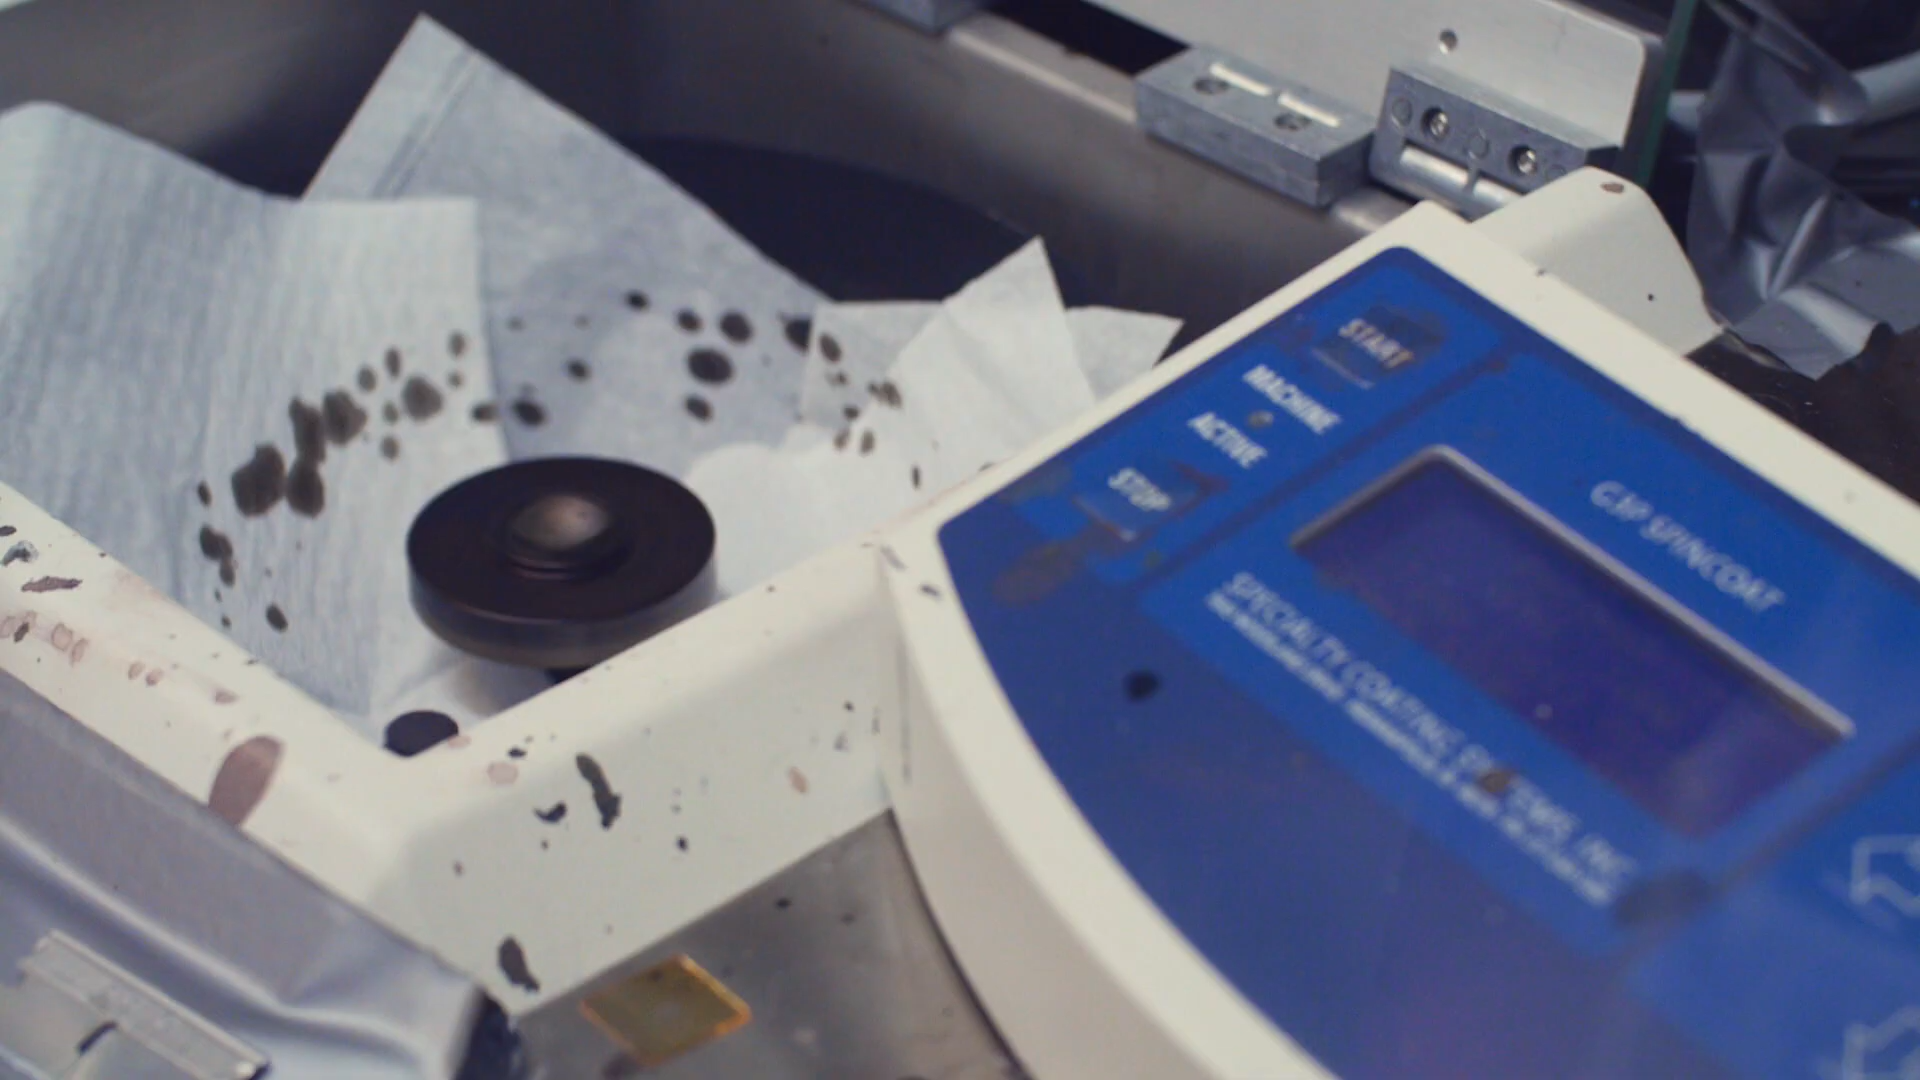 START
MACHINE
ACTIVE
STOP
G3P SPINCOAT
SPECIALTY COATING SYSTEMS, INC.